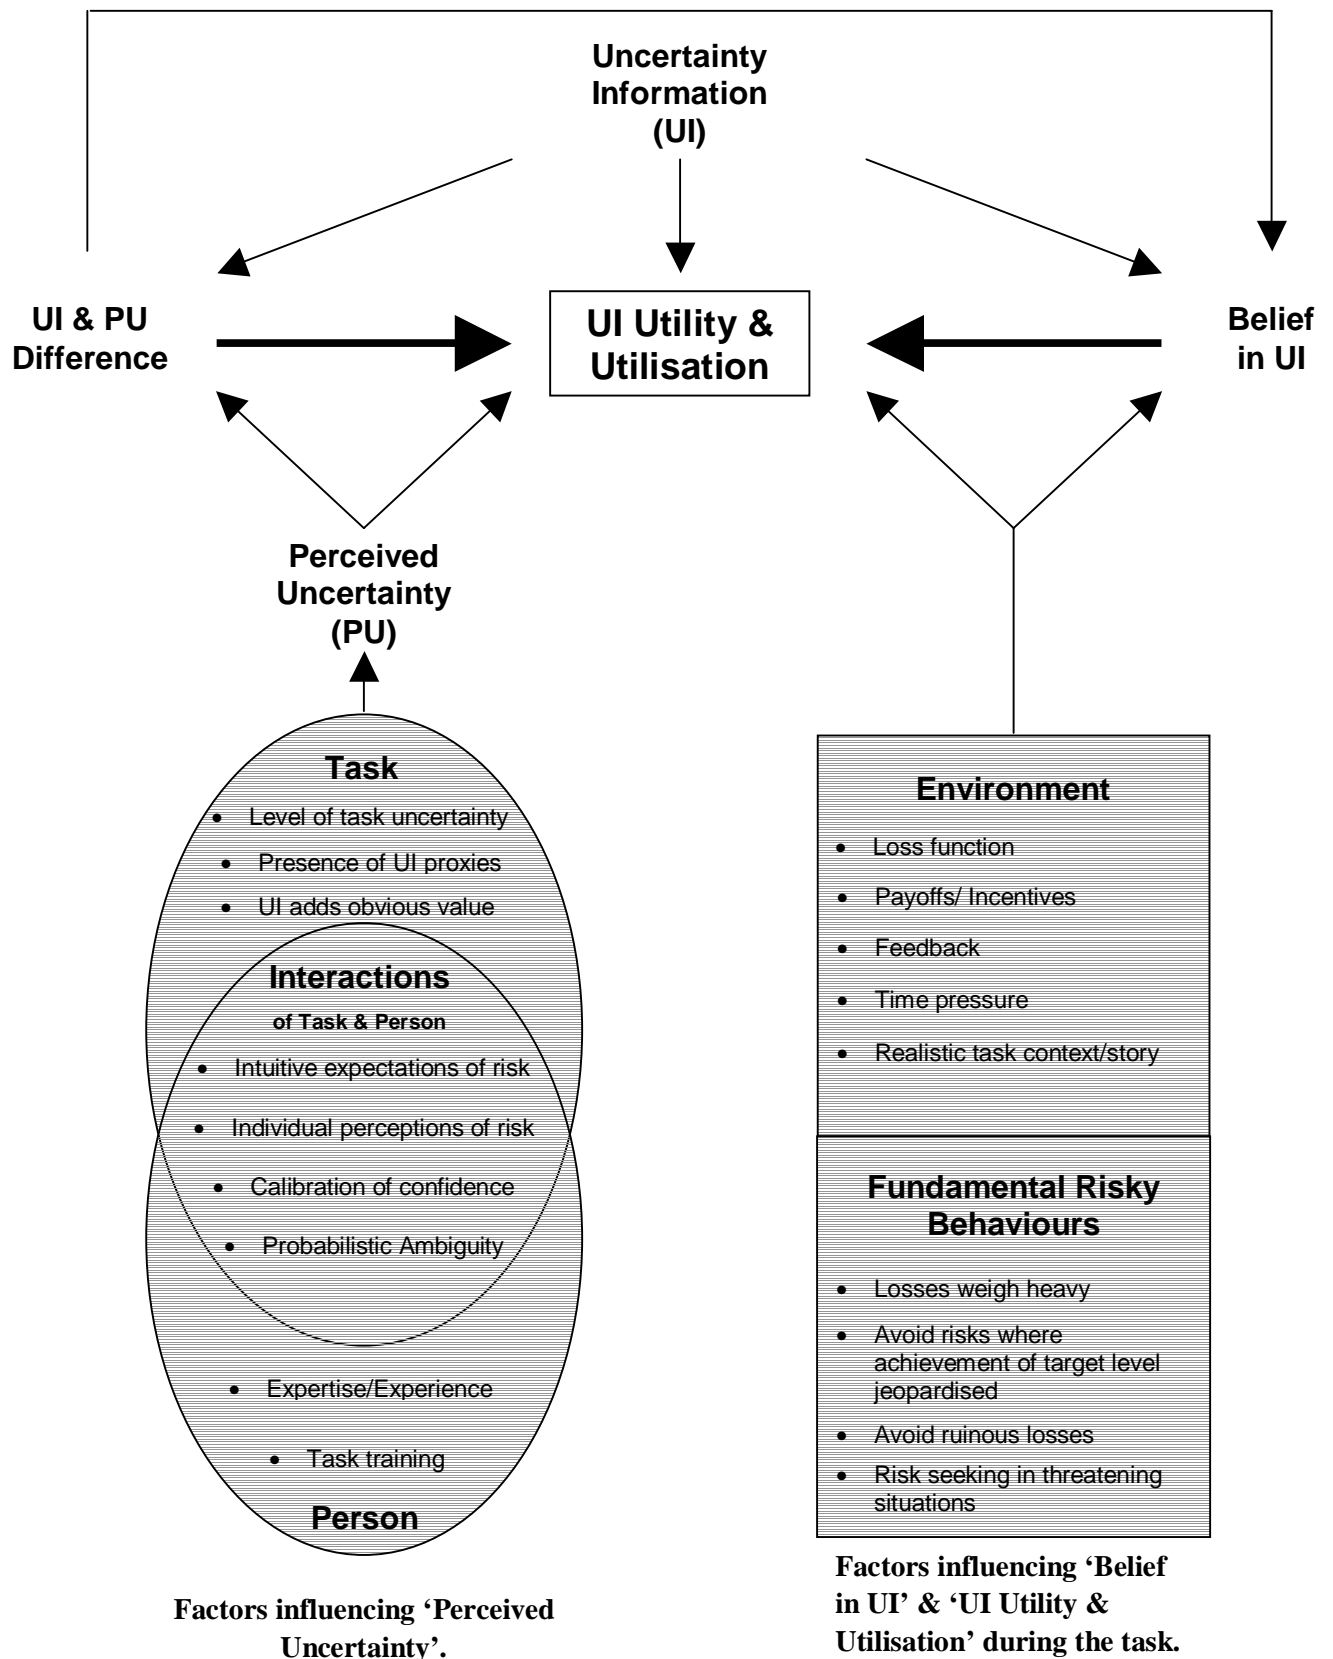 Uncertainty
Information
(UI)
UI & PU
Difference
UI Utility &
Utilisation
Belief
in UI
Perceived
Uncertainty
(PU)
Task
• Level of task uncertainty
• Presence of UI proxies
• UI adds obvious value
Interactions
of Task & Person
• Intuitive expectations of risk
• Individual perceptions of risk
• Calibration of confidence
• Probabilistic Ambiguity
• Expertise/Experience
• Task training
Person
Factors influencing ‘Perceived
Uncertainty’.
Environment
• Loss function
• Payoffs/ Incentives
• Feedback
• Time pressure
• Realistic task context/story
Fundamental Risky
Behaviours
• Losses weigh heavy
• Avoid risks where
achievement of target level
jeopardised
• Avoid ruinous losses
• Risk seeking in threatening
situations
Factors influencing ‘Belief
in UI’ & ‘UI Utility &
Utilisation’ during the task.